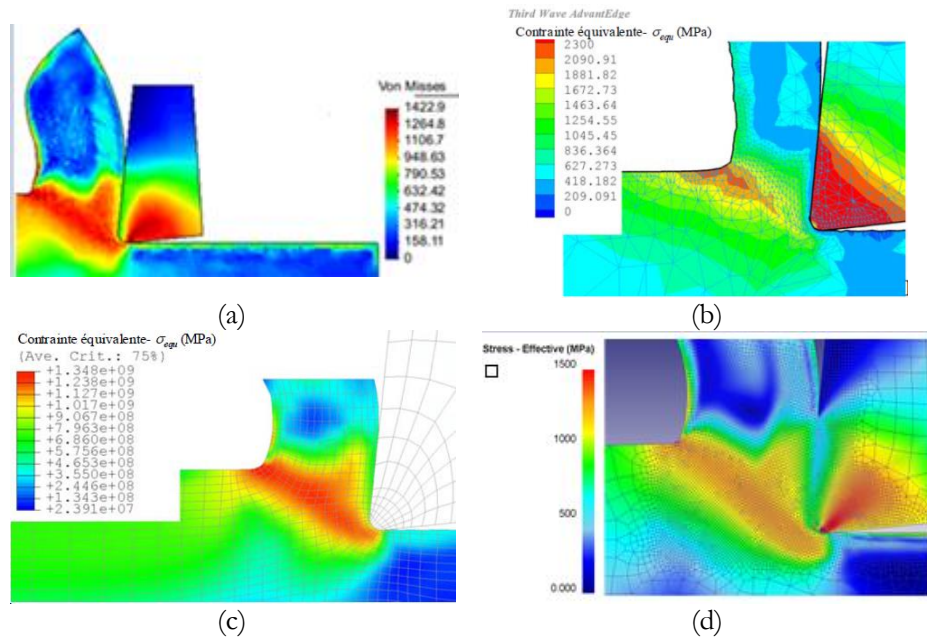 Von Misses
1422.9
1264.8
1106.7
948.63
790.53
632.42
474.32
316.21
158.11
0
(a)
Third Wave AdvantEdge
Contrainte équivalente- σequ (MPa)
2300
2090.91
1881.82
1672.73
1463.64
1254.55
1045.45
836.364
627.273
418.182
209.091
0
(b)
Contrainte équivalente- σequ (MPa)
(Ave. Crit.: 75%)
+1.348e+09
+1.238e+09
+1.127e+09
+1.017e+09
+9.067e+08
+7.963e+08
+6.860e+08
+5.756e+08
+4.653e+08
+3.550e+08
+2.446e+08
+1.343e+08
+2.391e+07
(c)
Stress - Effective (MPa)
1500
1000
500
0.000
(d)